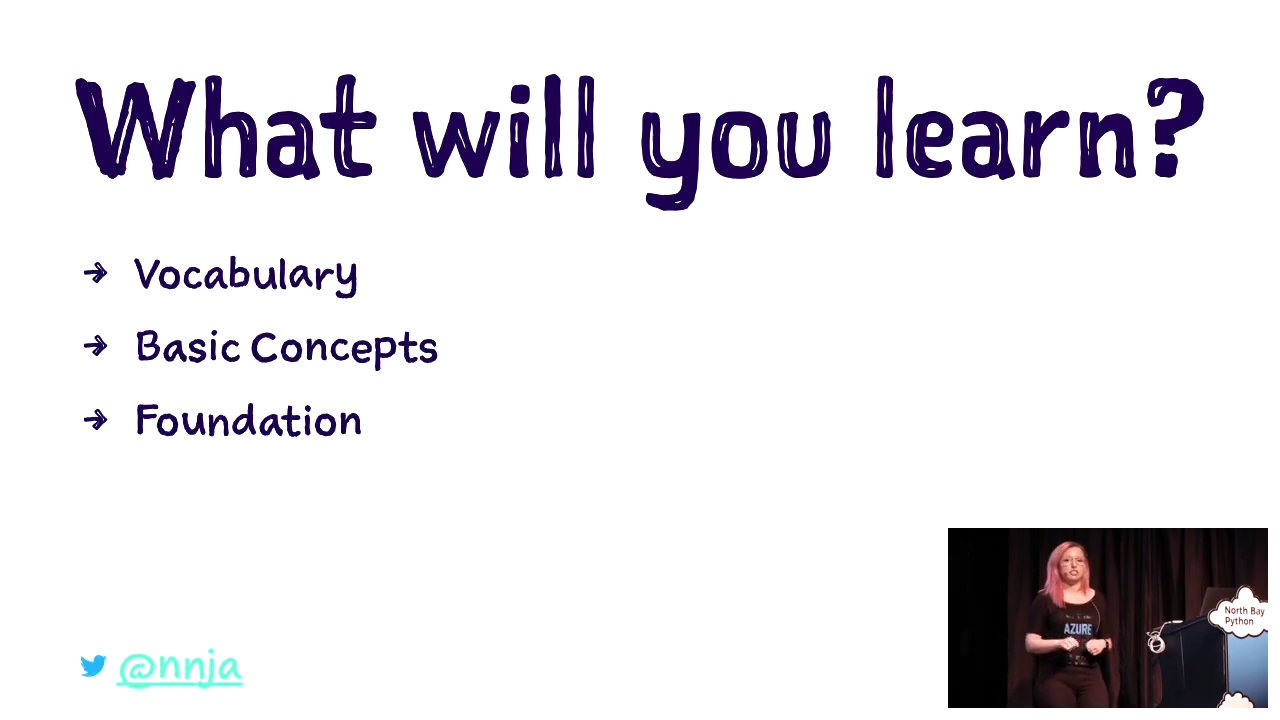 What will you learn?
→ Vocabulary
→ Basic Concepts
→ Foundation
@nnja
AZURE
North Bay
Python